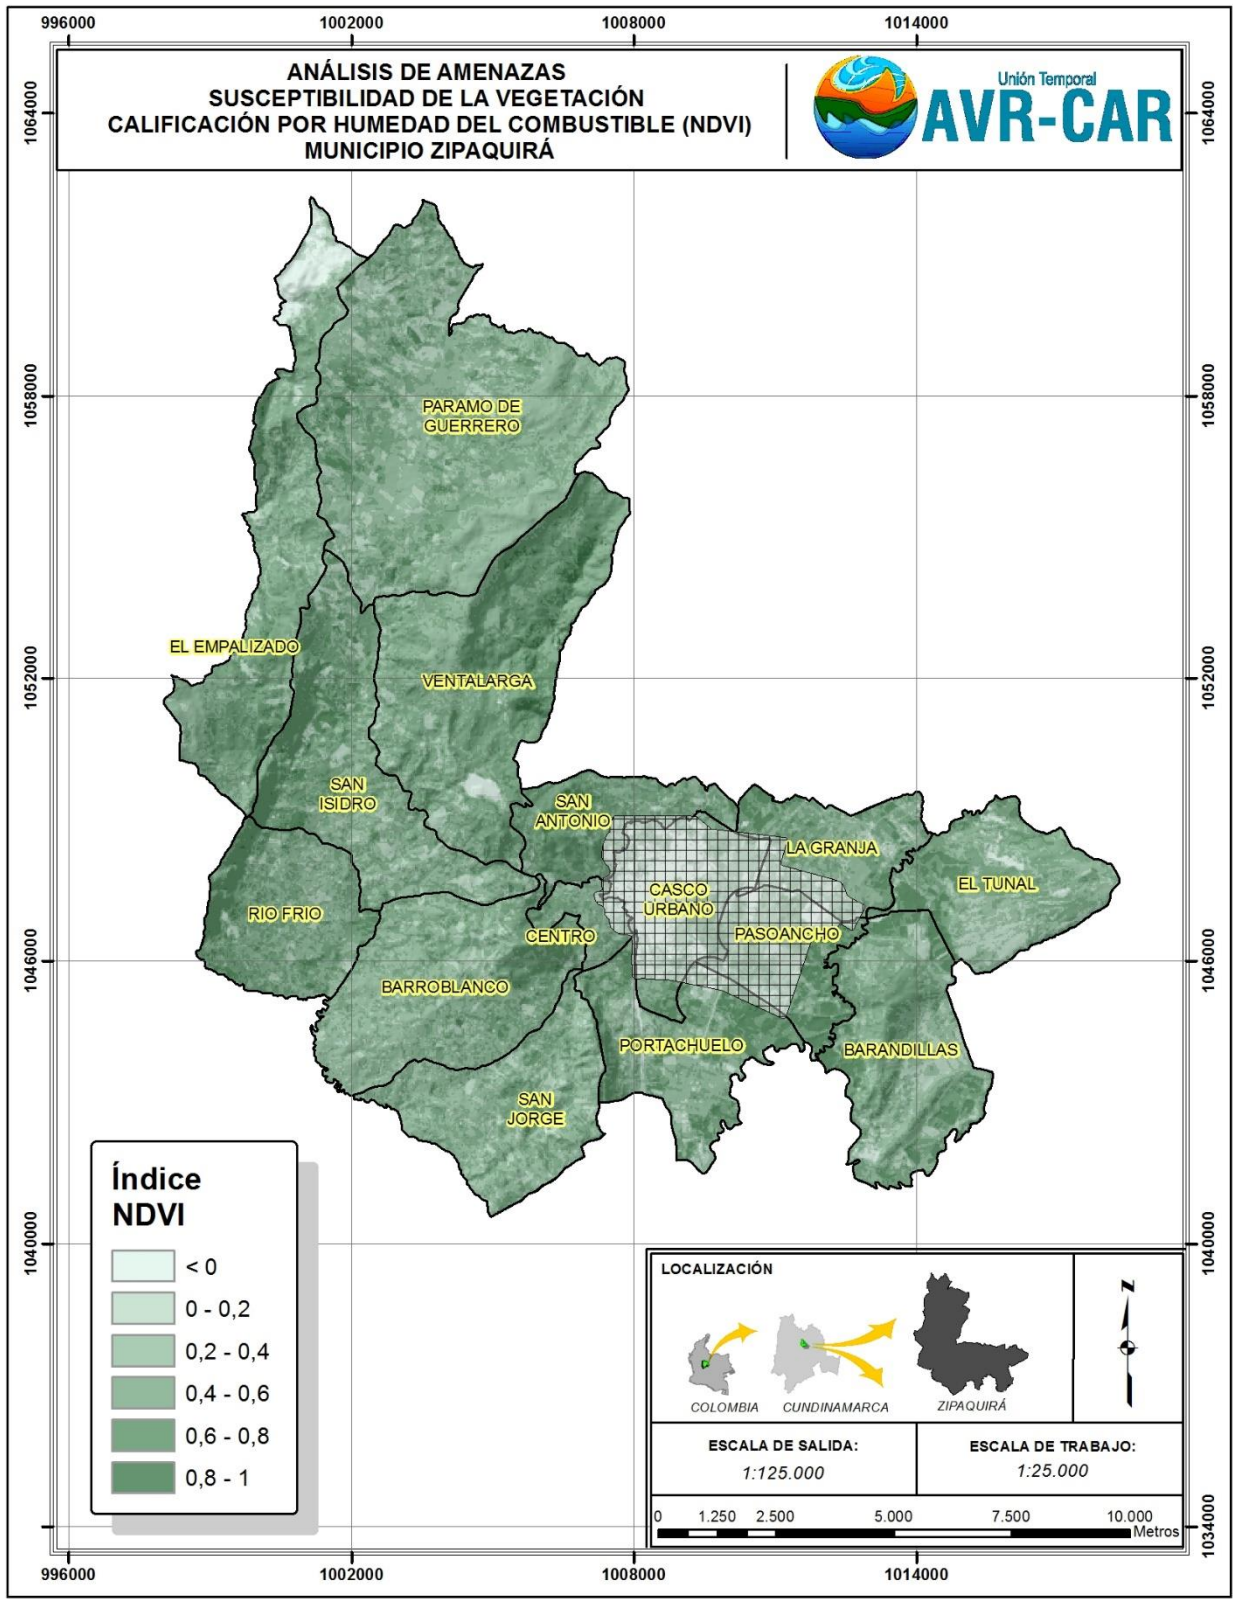 996000
1002000
1008000
1014000
ANÁLISIS DE AMENAZAS
SUSCEPTIBILIDAD DE LA VEGETACIÓN
CALIFICACIÓN POR HUMEDAD DEL COMBUSTIBLE (NDVI)
MUNICIPIO ZIPAQUIRÁ
Unión Temporal
AVR-CAR
1064000
1064000
1058000
1058000
1052000
1052000
1046000
1046000
1040000
1040000
1034000
PARAMO DE
GUERRERO
EL EMPALIZADO
VENTALARGA
SAN
ISIDRO
SAN
ANTONIO
LA GRANJA
EL TUNAL
CASCO
URBANO
RIO FRIO
CENTRO
PASOANCHO
BARROBLANCO
PORTACHUELO
BARANDILLAS
SAN
JORGE
Índice
NDVI
< 0
0 - 0,2
0,2 - 0,4
0,4 - 0,6
0,6 - 0,8
0,8 - 1
LOCALIZACIÓN
COLOMBIA
CUNDINAMARCA
ZIPAQUIRÁ
N
ESCALA DE SALIDA:
1:125.000
ESCALA DE TRABAJO:
1:25.000
0 1.250 2.500 5.000 7.500 10.000
Metros
996000
1002000
1008000
1014000